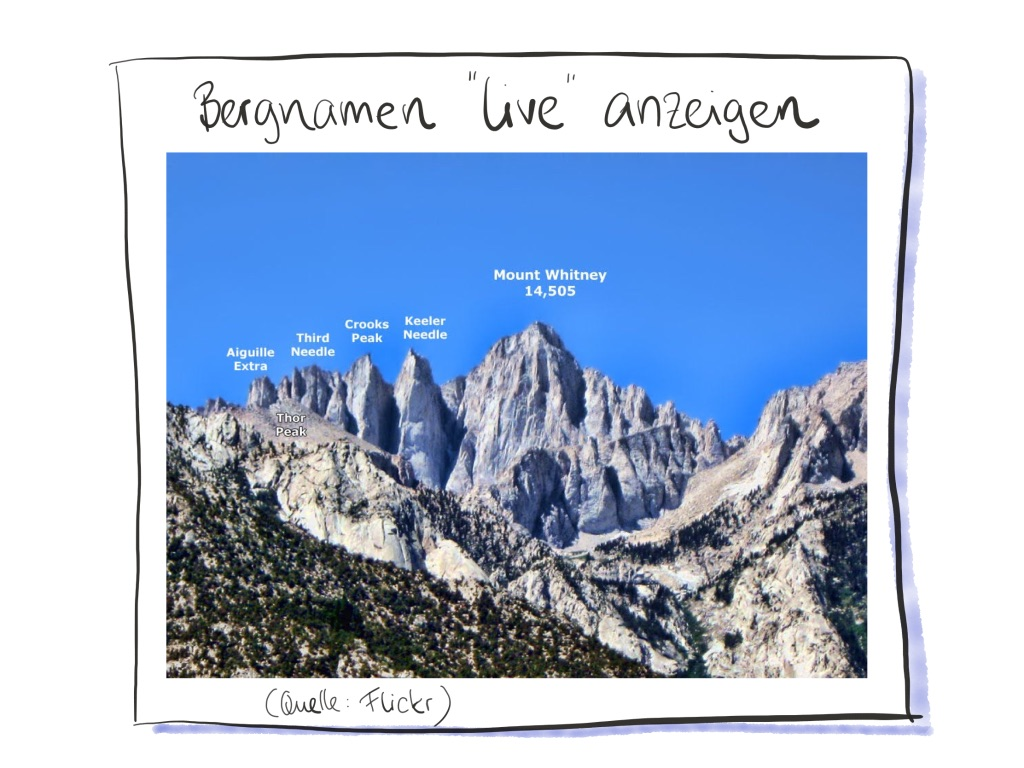 Bergnamen "live" anzeigen
Mount Whitney
14,505
Keeler
Needle
Crooks
Peak
Third
Needle
Aiguille
Extra
Thor
Peak
(Quelle: Flickr)